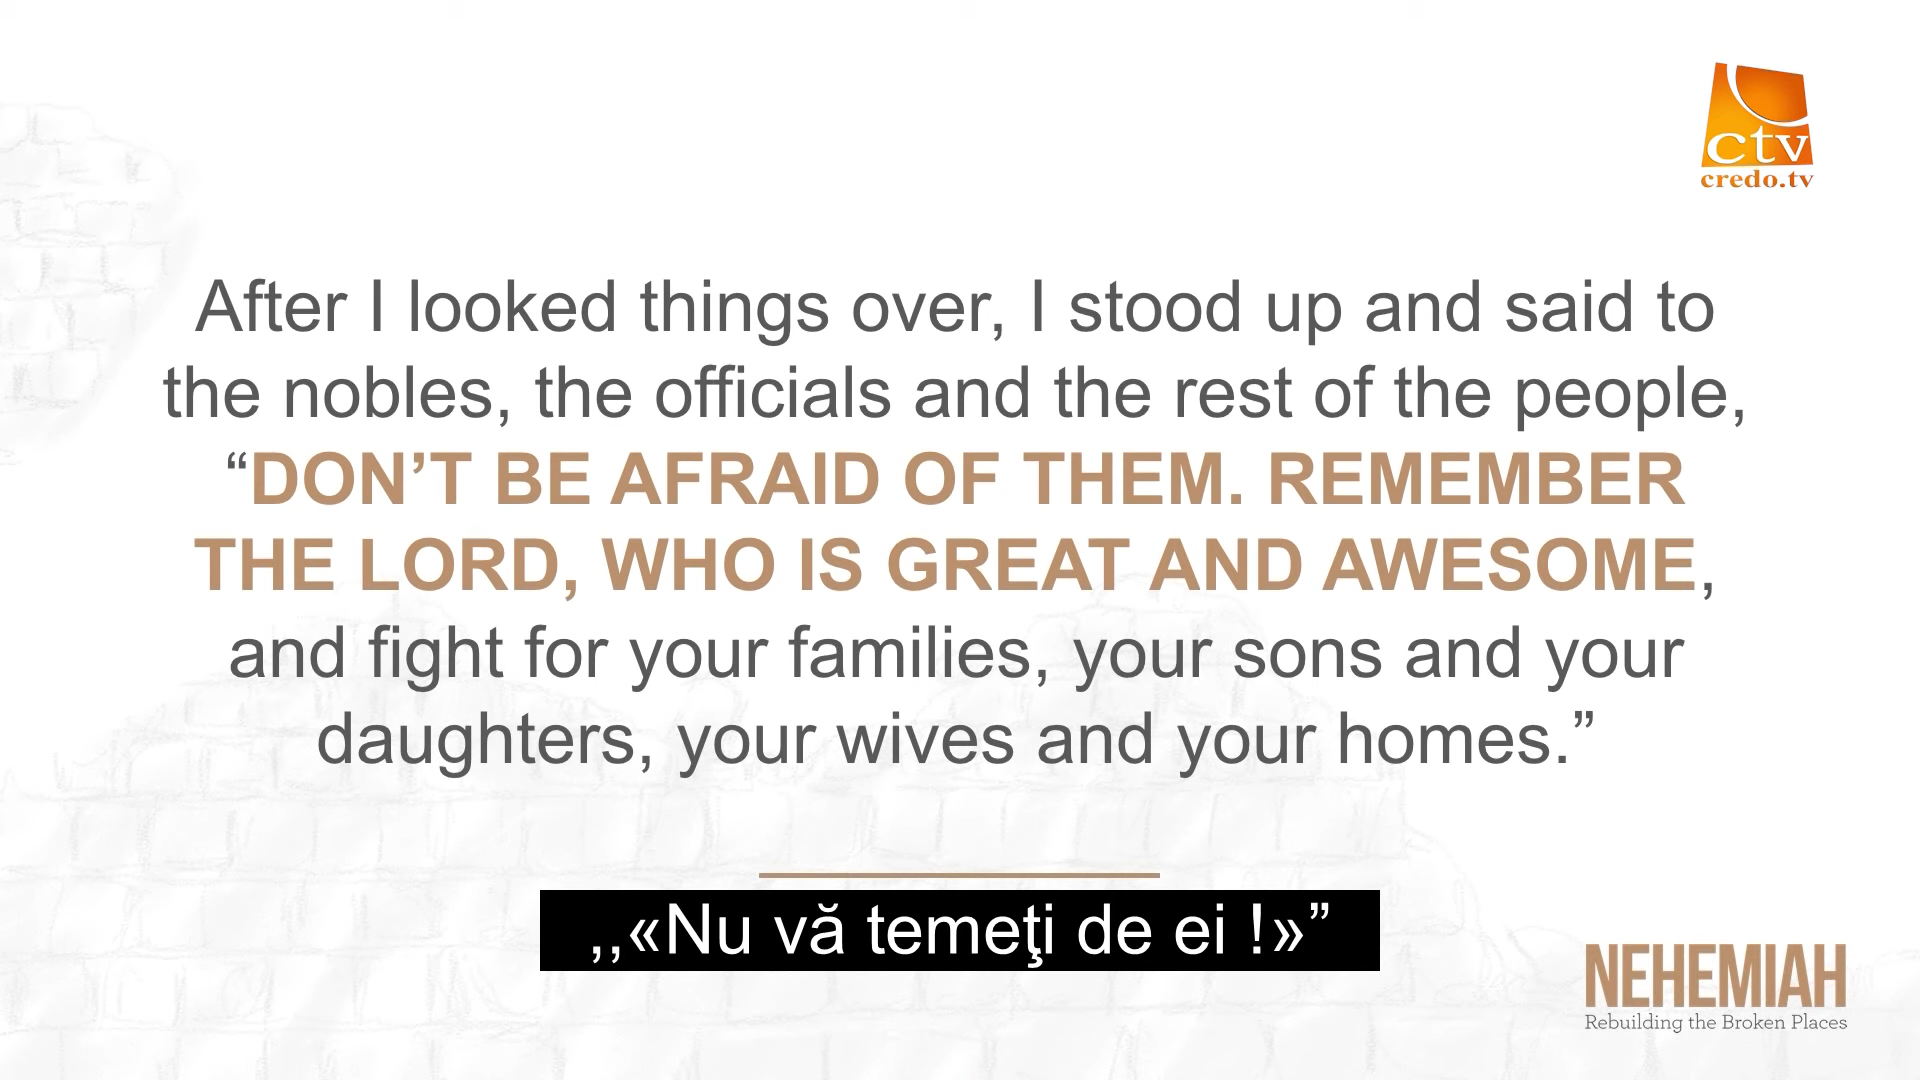 ctv
credo.tv
After I looked things over, I stood up and said to
the nobles, the officials and the rest of the people,
“DON’T BE AFRAID OF THEM. REMEMBER
THE LORD, WHO IS GREAT AND AWESOME,
and fight for your families, your sons and your
daughters, your wives and your homes.”
,,«Nu vă temeţi de ei !»”
NEHEMIAH
Rebuilding the Broken Places